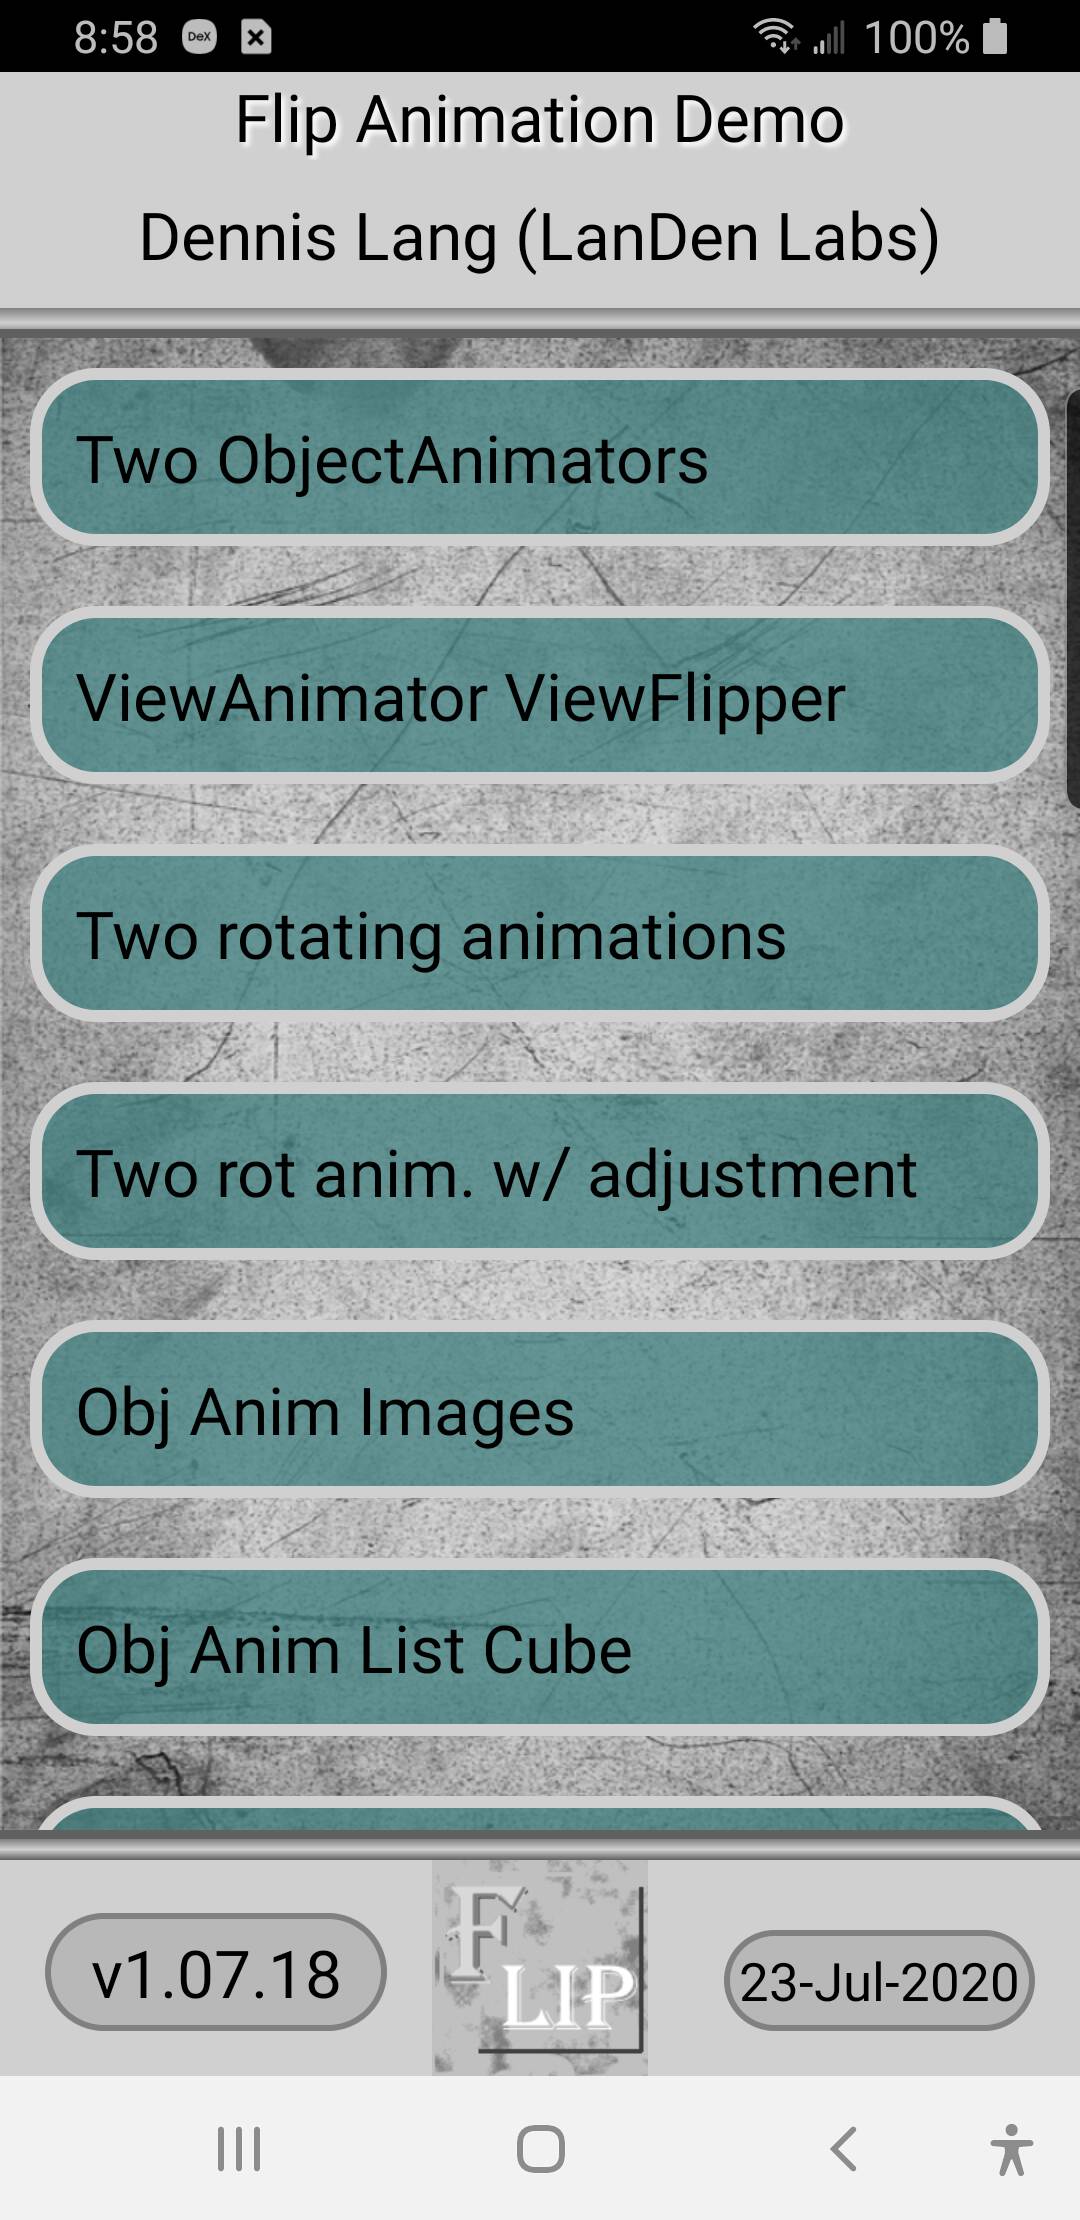 8:58 DeX 100%
Flip Animation Demo
Dennis Lang (LanDen Labs)
Two ObjectAnimators
ViewAnimator ViewFlipper
Two rotating animations
Two rot anim. w/ adjustment
Obj Anim Images
Obj Anim List Cube
v1.07.18
F
LIP
23-Jul-2020